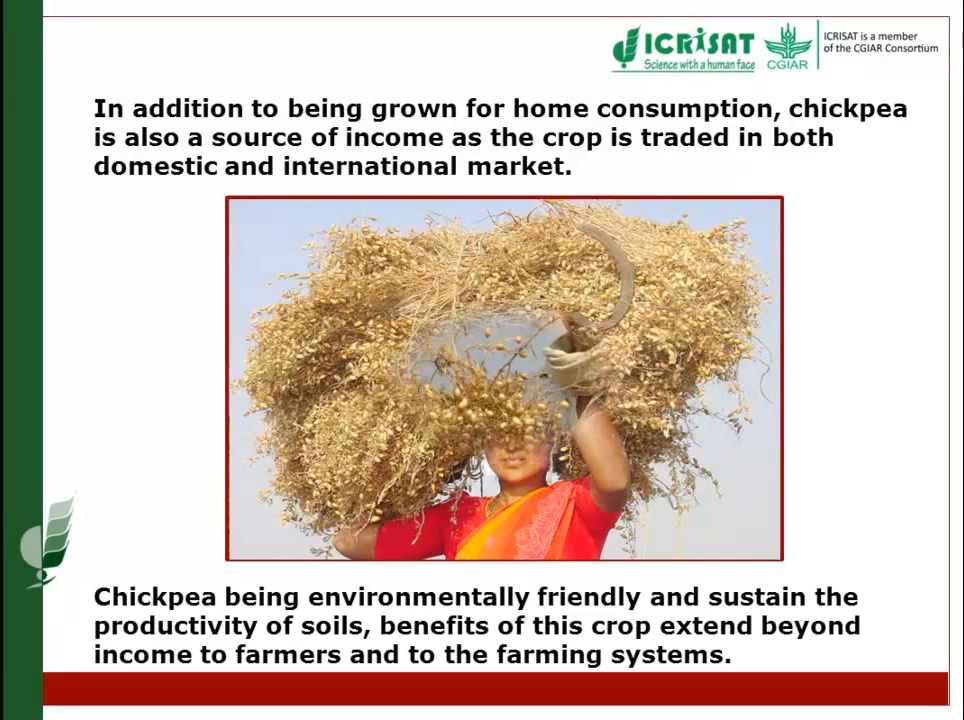 ICRISAT
Science with a human face
CGIAR
ICRISAT is a member
of the CGIAR Consortium
In addition to being grown for home consumption, chickpea
is also a source of income as the crop is traded in both
domestic and international market.
Chickpea being environmentally friendly and sustain the
productivity of soils, benefits of this crop extend beyond
income to farmers and to the farming systems.